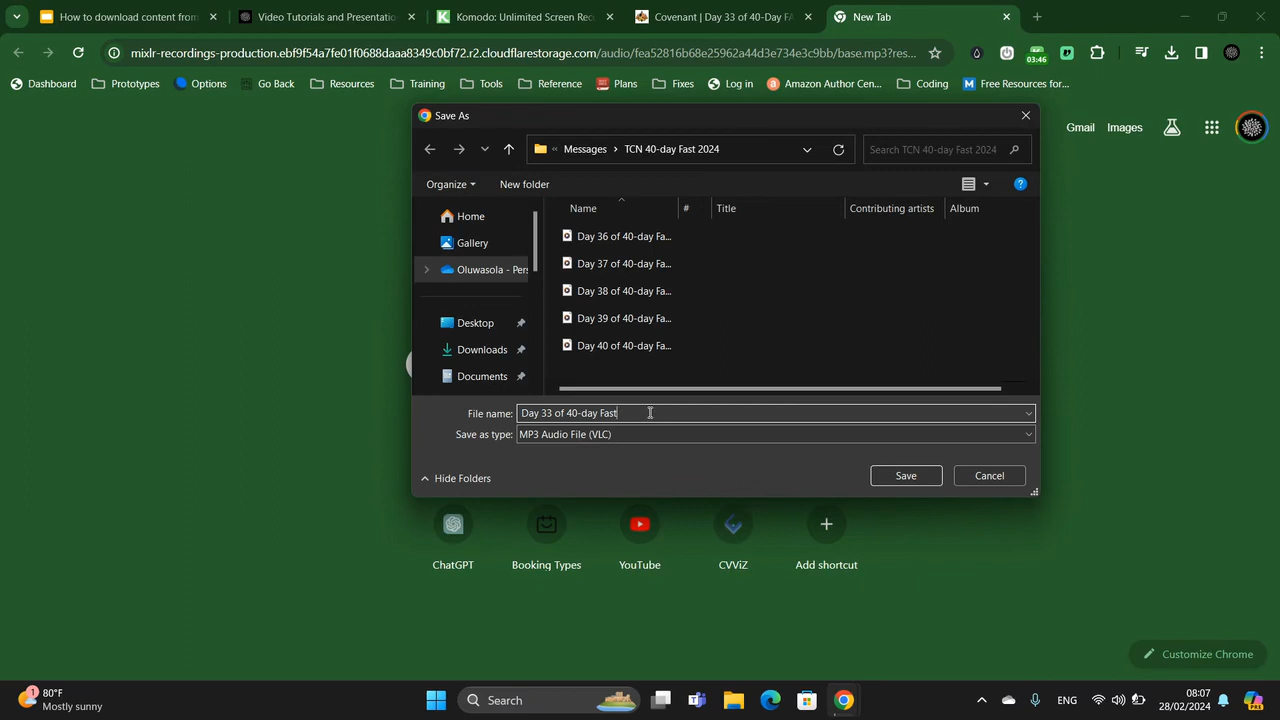 How to download content from
Video Tutorials and Presentatio
Komodo: Unlimited Screen Rec
Covenant | Day 33 of 40-Day FA
New Tab
mixlr-recordings-production.ebf9f54a7fe01f0688daaa8349c0bf72.r2.cloudflarestorage.com/audio/fea52816b68e25962a44d3e734e3c9bb/base.mp3?res...
03:46
Dashboard Prototypes Options Go Back Resources Training Tools Reference Plans Fixes Log in Amazon Author Cen... Coding Free Resources for...
Gmail Images
Save As
« Messages > TCN 40-day Fast 2024
Search TCN 40-day Fast 2024
Organize New folder
Name # Title Contributing artists Album
Home
Gallery
Oluwasola - Pers
Desktop
Downloads
Documents
Day 36 of 40-day Fa...
Day 37 of 40-day Fa...
Day 38 of 40-day Fa...
Day 39 of 40-day Fa...
Day 40 of 40-day Fa...
File name: Day 33 of 40-day Fast
Save as type: MP3 Audio File (VLC)
Hide Folders
Save Cancel
ChatGPT Booking Types YouTube CVViZ Add shortcut
Customize Chrome
1
80°F
Mostly sunny
Search
ENG
08:07
28/02/2024